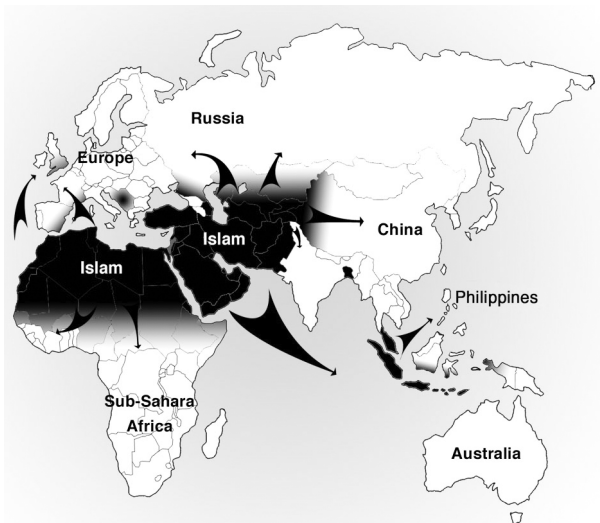 Russia
Europe
Islam
China
Islam
Philippines
Sub-Sahara
Africa
Australia